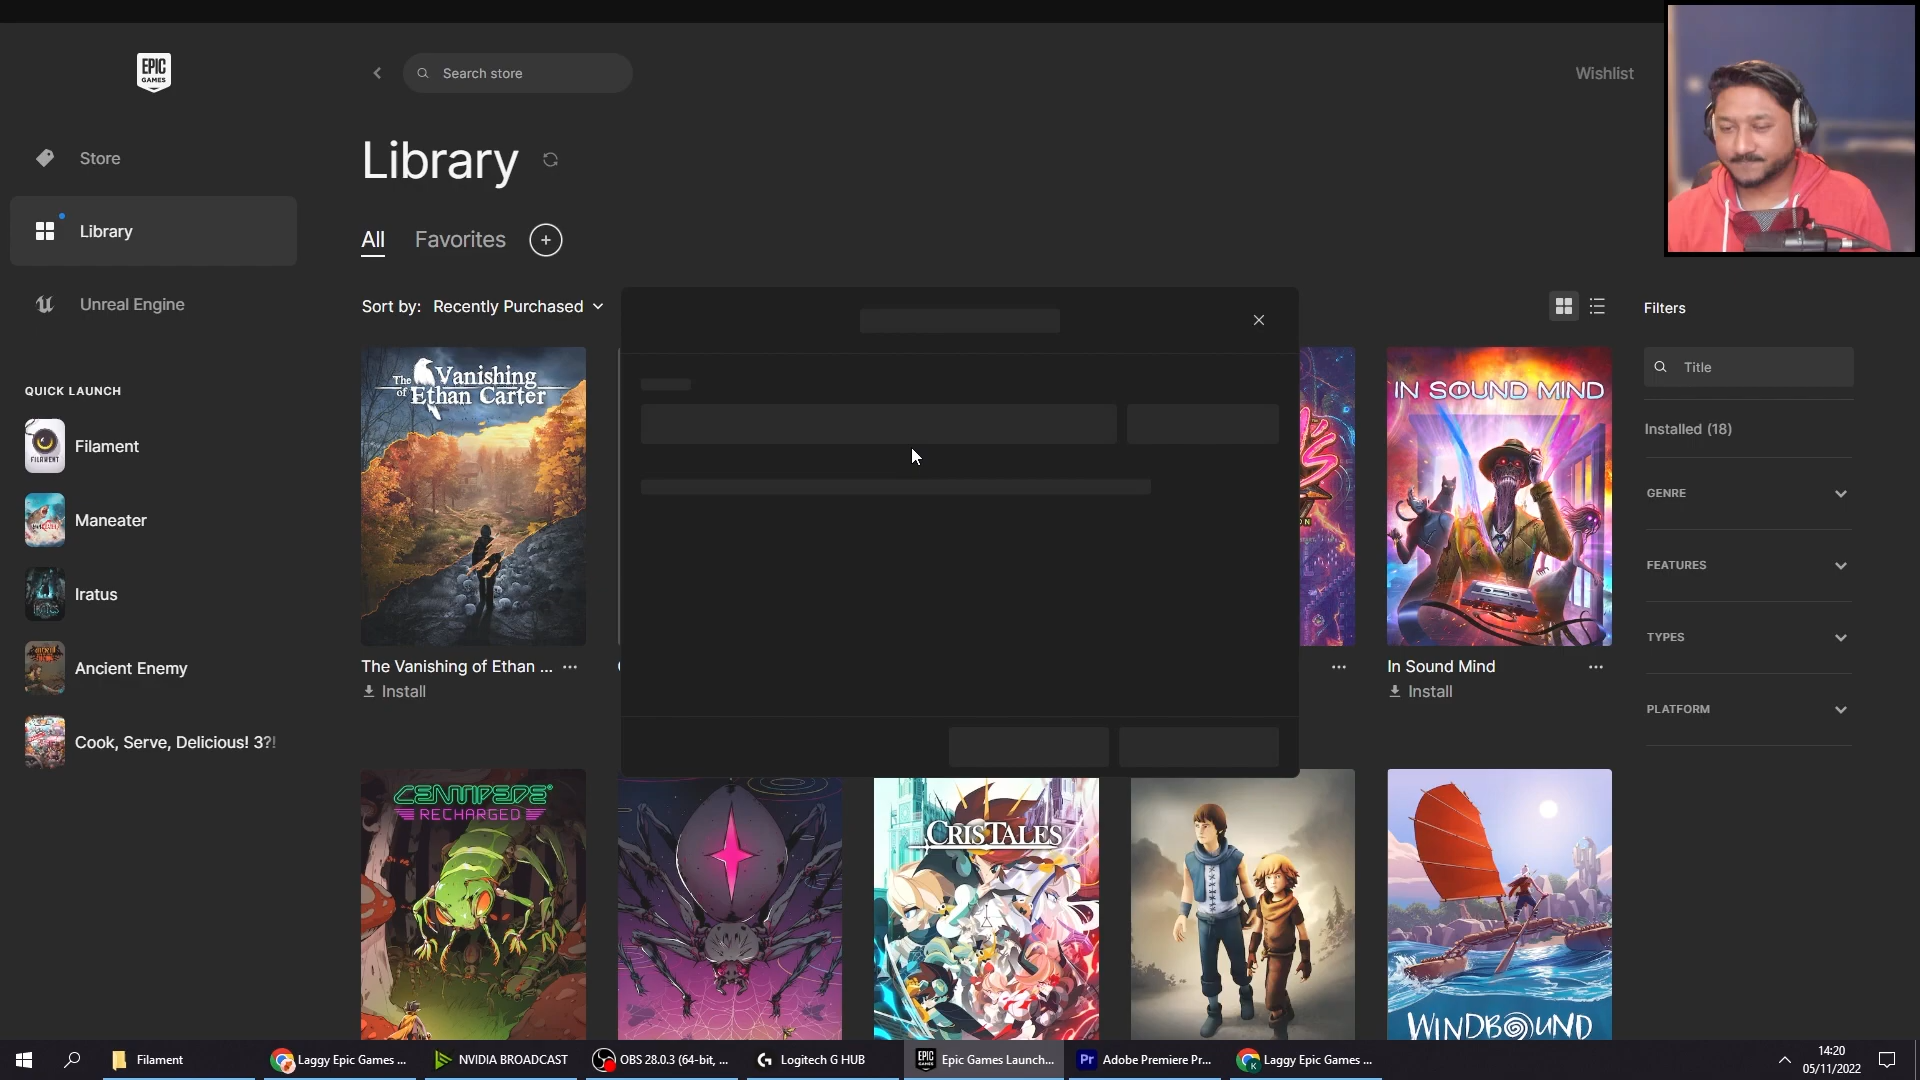 EPIC
GAMES
Search store
Wishlist
Store
Library
Unreal Engine
QUICK LAUNCH
FILAMENT
Filament
Maneater
Iratus
Ancient Enemy
Cook, Serve, Delicious! 3?!
Library
All
Favorites
+
Sort by: Recently Purchased
The Vanishing
of Ethan Carter
The Vanishing of Ethan ...
Install
IN SOUND MIND
In Sound Mind
Install
CENTIPEDE
RECHARGED
CRISTALES
WINDBOUND
Filters
Title
Installed (18)
GENRE
FEATURES
TYPES
PLATFORM
Filament
Laggy Epic Games ...
NVIDIA BROADCAST
OBS 28.0.3 (64-bit, ...
Logitech G HUB
EPIC
Epic Games Launch...
Pr
Adobe Premiere Pr...
K
Laggy Epic Games ...
14:20
05/11/2022